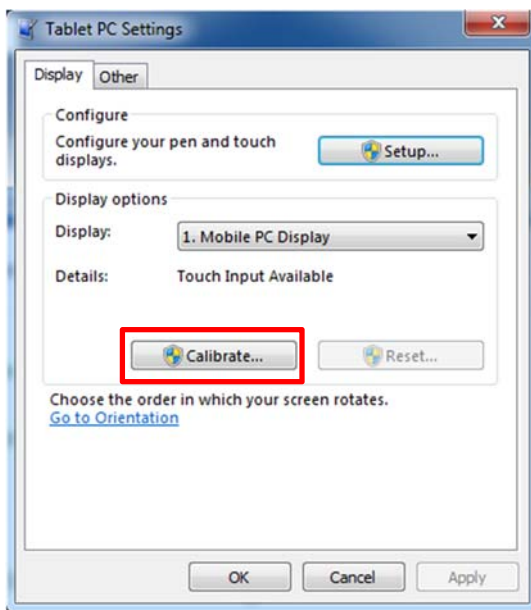 Tablet PC Settings
Display Other
Configure
Configure your pen and touch
displays.
Setup...
Display options
Display: 1. Mobile PC Display
Details: Touch Input Available
Calibrate... Reset...
Choose the order in which your screen rotates.
Go to Orientation
OK Cancel Apply